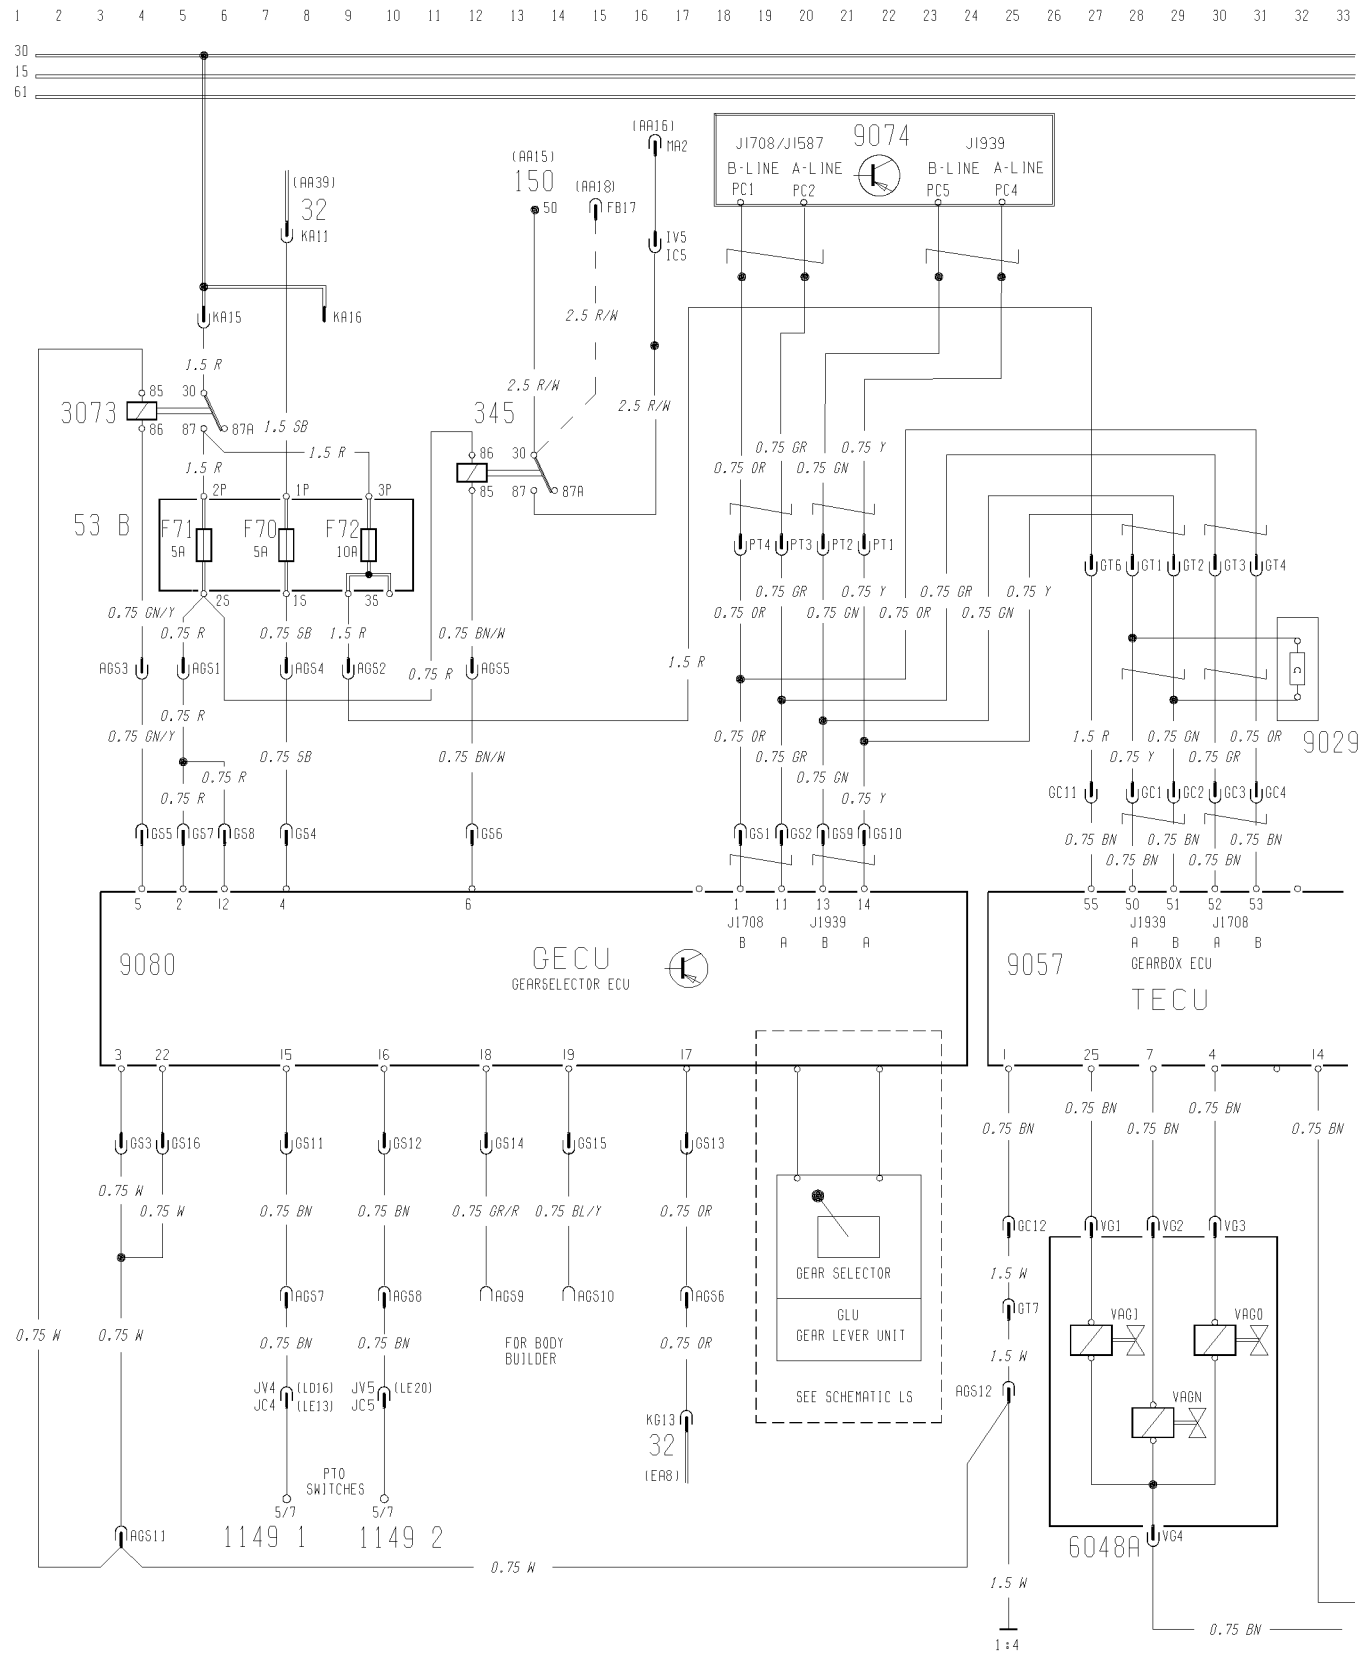 1 2 3 4 5 6 7 8 9 10 11 12 13 14 15 16 17 18 19 20 21 22 23 24 25 26 27 28 29 30 31 32 33
30
15
61
(AA16)
MA2
J1708/J1587 9074 J1939
B-LINE A-LINE B-LINE A-LINE
PC1 PC2 PC5 PC4
(AA15)
150
50
(AA18)
FB17
(AA39)
32
KA11
IV5
IC5
KA15 KA16
2.5 R/W
1.5 R
2.5 R/W
2.5 R/W
3073
85 30
86 87 87A
1.5 SB
345
86 30
85 87 87A
1.5 R
1.5 R
0.75 GR 0.75 Y
0.75 OR 0.75 GN
2P 1P 3P
53 B
F71 F70 F72
5A 5A 10A
2S 1S 3S
PT4 PT3 PT2 PT1
GT6 GT1 GT2 GT3 GT4
0.75 GR 0.75 Y 0.75 GR 0.75 Y
0.75 GN/Y 0.75 OR 0.75 GN 0.75 OR 0.75 GN
0.75 R 0.75 SB 1.5 R 0.75 BN/W
AGS3 AGS1 AGS4 AGS2 0.75 R AGS5
1.5 R
0.75 R
0.75 GN/Y 0.75 OR 1.5 R 0.75 GN 0.75 OR
9029
0.75 SB 0.75 BN/W 0.75 GR 0.75 Y 0.75 GR
0.75 R 0.75 GN
0.75 R 0.75 Y
GC11 GC1 GC2 GC3 GC4
GS5 GS7 GS8 GS4 GS6 GS1 GS2 GS9 GS10
0.75 BN 0.75 BN 0.75 BN
0.75 BN 0.75 BN
5 2 12 4 6 1 11 13 14
J1708 J1939
B A B A
55 50 51 52 53
J1939 J1708
A B A B
9080
GECU
GEARSELECTOR ECU
9057
GEARBOX ECU
TECU
3 22 15 16 18 19 17
1 25 7 4 14
0.75 BN 0.75 BN
0.75 BN 0.75 BN 0.75 BN
GS3 GS16 GS11 GS12 GS14 GS15 GS13
0.75 W
0.75 W 0.75 BN 0.75 BN 0.75 GR/R 0.75 BL/Y 0.75 OR
GC12 VG1 VG2 VG3
1.5 W
GEAR SELECTOR
AGS7 AGS8 AGS9 AGS10 AGS6
GT7
GLU
GEAR LEVER UNIT
VAGI VAGO
0.75 W 0.75 W 0.75 BN 0.75 BN
FOR BODY
BUILDER
0.75 OR
1.5 W
JV4 (LD16)
JC4 (LE13)
JV5 (LE20)
JC5
SEE SCHEMATIC LS
AGS12
VAGN
KG13
32
(EA8)
PTO
SWITCHES
5/7 5/7
1149 1 1149 2
AGS11
VG4
6048A
0.75 W
1.5 W
0.75 BN
1:4